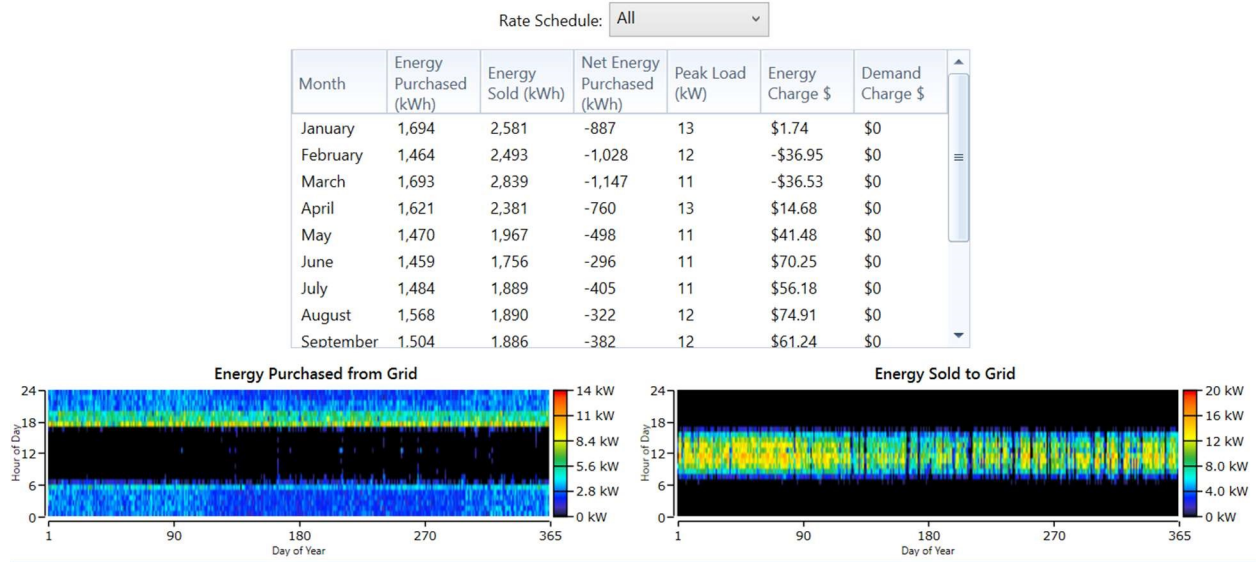 Rate Schedule: All
Month Energy Purchased (kWh) Energy Sold (kWh) Net Energy Purchased (kWh) Peak Load (kW) Energy Charge $ Demand Charge $
January 1,694 2,581 -887 13 $1.74 $0
February 1,464 2,493 -1,028 12 -$36.95 $0
March 1,693 2,839 -1,147 11 -$36.53 $0
April 1,621 2,381 -760 13 $14.68 $0
May 1,470 1,967 -498 11 $41.48 $0
June 1,459 1,756 -296 11 $70.25 $0
July 1,484 1,889 -405 11 $56.18 $0
August 1,568 1,890 -322 12 $74.91 $0
September 1,504 1,886 -382 12 $61.24 $0
Energy Purchased from Grid
24
18
12
6
0
Hour of Day
1 90 180 270 365
Day of Year
14 kW
11 kW
8.4 kW
5.6 kW
2.8 kW
0 kW
Energy Sold to Grid
24
18
12
6
0
Hour of Day
1 90 180 270 365
Day of Year
20 kW
16 kW
12 kW
8.0 kW
4.0 kW
0 kW